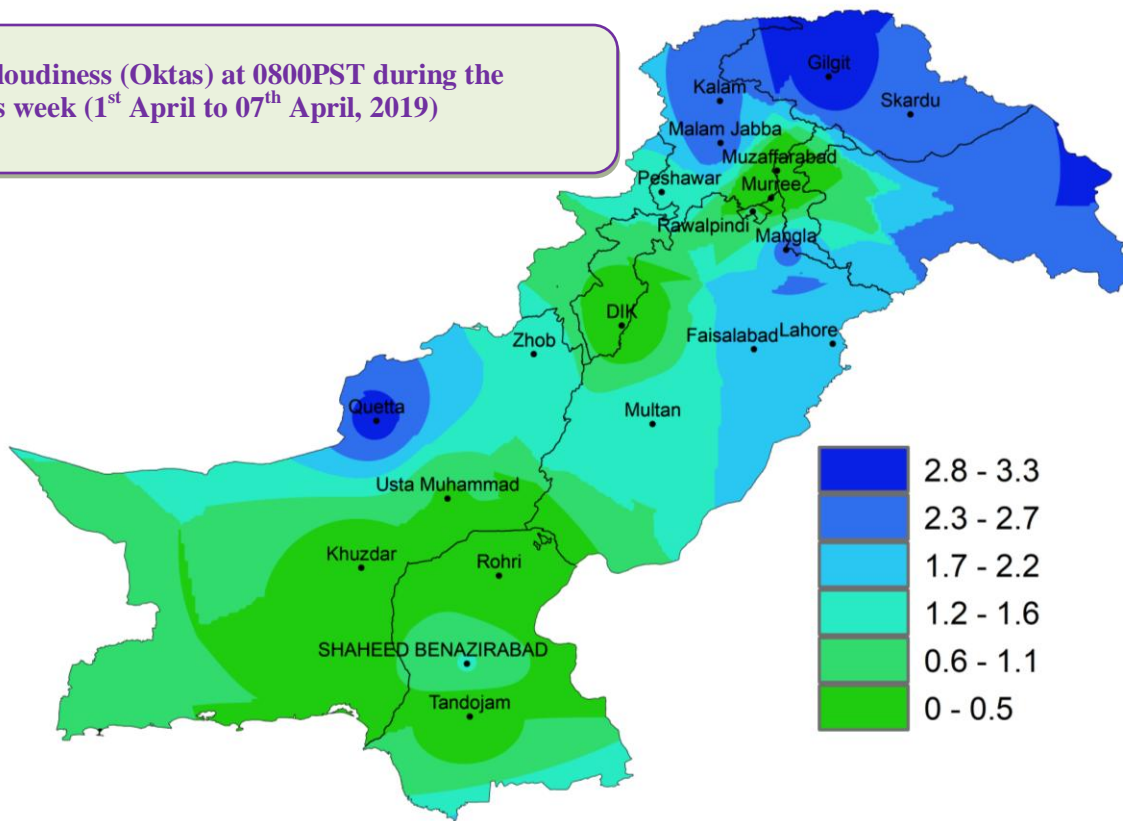 loudiness (Oktas) at 0800PST during the
s week (1st April to 07th April, 2019)
Gilgit
Kalam
Skardu
Malam Jabba
Muzaffarabad
Peshawar
Murree
Rawalpindi
Mangla
DIK
Zhob
Faisalabad
Lahore
Quetta
Multan
Usta Muhammad
Khuzdar
Rohri
SHAHEED BENAZIRABAD
Tandojam
2.8 - 3.3
2.3 - 2.7
1.7 - 2.2
1.2 - 1.6
0.6 - 1.1
0 - 0.5